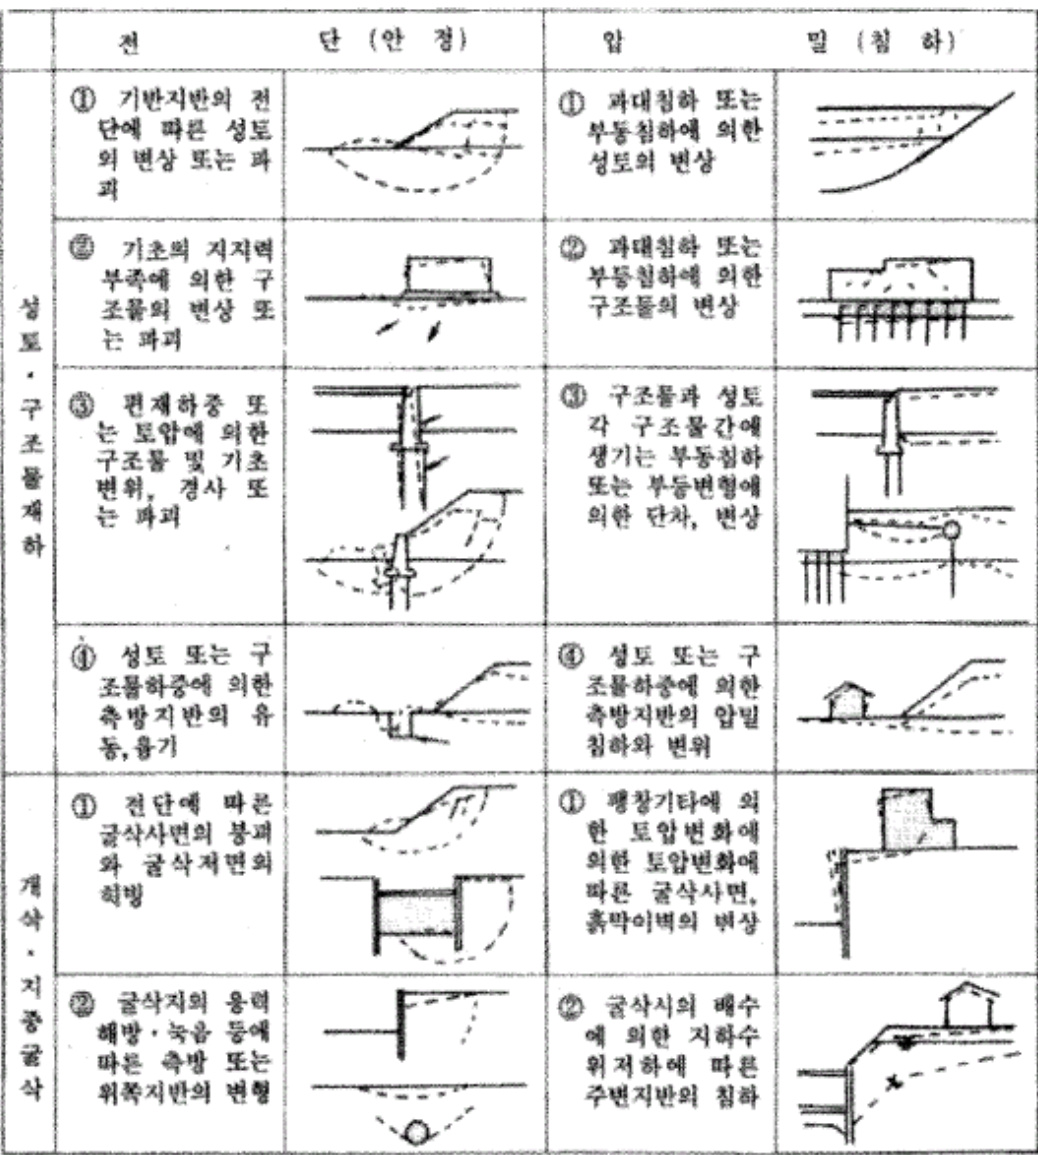 전 단 (안 정)
압 밀 (침 하)
성토·구조물재하
① 기반지반의 전
단에 따른 성토
의 변상 또는 파
괴
① 과대침하 또는
부동침하에 의한
성토의 변상
② 기초의 지지력
부족에 의한 구
조물의 변상 또
는 파괴
② 과대침하 또는
부등침하에 의한
구조물의 변상
③ 편재하중 또
는 토압에 의한
구조물 및 기초
변위, 경사 또
는 파괴
③ 구조물과 성토
각 구조물간에
생기는 부동침하
또는 부등변형에
의한 단차, 변상
④ 성토 또는 구
조물하중에 의한
측방지반의 유
동,융기
④ 성토 또는 구
조물하중에 의한
측방지반의 압밀
침하와 변위
개삭·지중굴삭
① 전단에 따른
굴삭사면의 붕괴
와 굴삭저면의
히빙
① 팽창기타에 의
한 토압변화에
의한 토압변화에
따른 굴삭사면,
흙막이벽의 변상
② 굴삭지의 응력
해방·늦음 등에
따른 측방 또는
위쪽지반의 변형
② 굴삭시의 배수
에 의한 지하수
위저하에 따른
주변지반의 침하